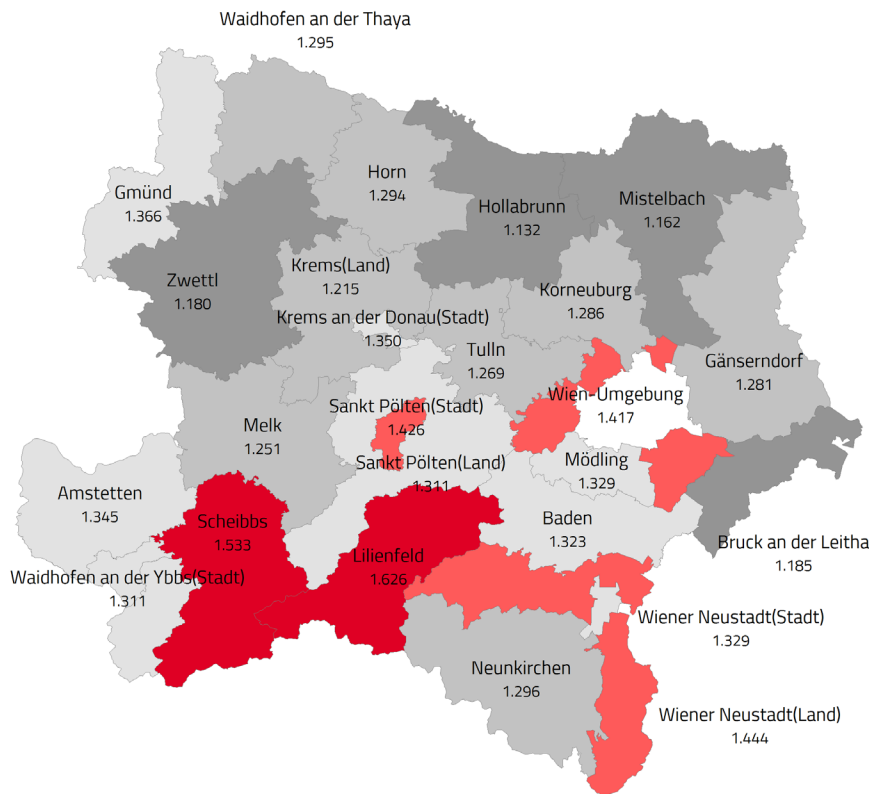 Waidhofen an der Thaya
1.295
Horn
1.294
Gmünd
1.366
Hollabrunn
1.132
Mistelbach
1.162
Zwettl
1.180
Krems(Land)
1.215
Krems an der Donau(Stadt)
1.350
Korneuburg
1.286
Tulln
1.269
Gänserndorf
1.281
Wien-Umgebung
1.417
Sankt Pölten(Stadt)
1.426
Melk
1.251
Sankt Pölten(Land)
1.311
Mödling
1.329
Amstetten
1.345
Scheibbs
1.533
Baden
1.323
Bruck an der Leitha
1.185
Lilienfeld
1.626
Waidhofen an der Ybbs(Stadt)
1.311
Wiener Neustadt(Stadt)
1.329
Neunkirchen
1.296
Wiener Neustadt(Land)
1.444